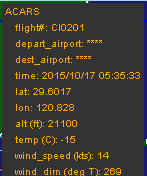 ACARS
flight#: CI0201
depart_airport: ****
dest_airport: ****
time: 2015/10/17 05:35:33
lat: 29.6017
lon: 120.828
alt (ft): 21100
temp (C): -15
wind_speed (kts): 14
wind_dirn (deg T): 269